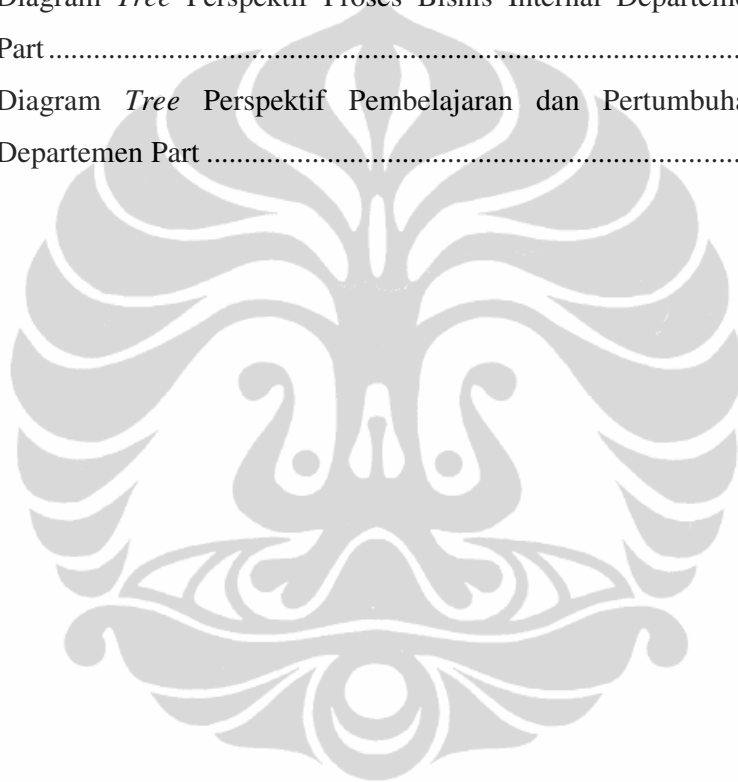 Diagram Tree Perspektif Proses Bisnis Internal Departeme
Part ...............................................................................................
Diagram Tree Perspektif Pembelajaran dan Pertumbuha
Departemen Part .......................................................................